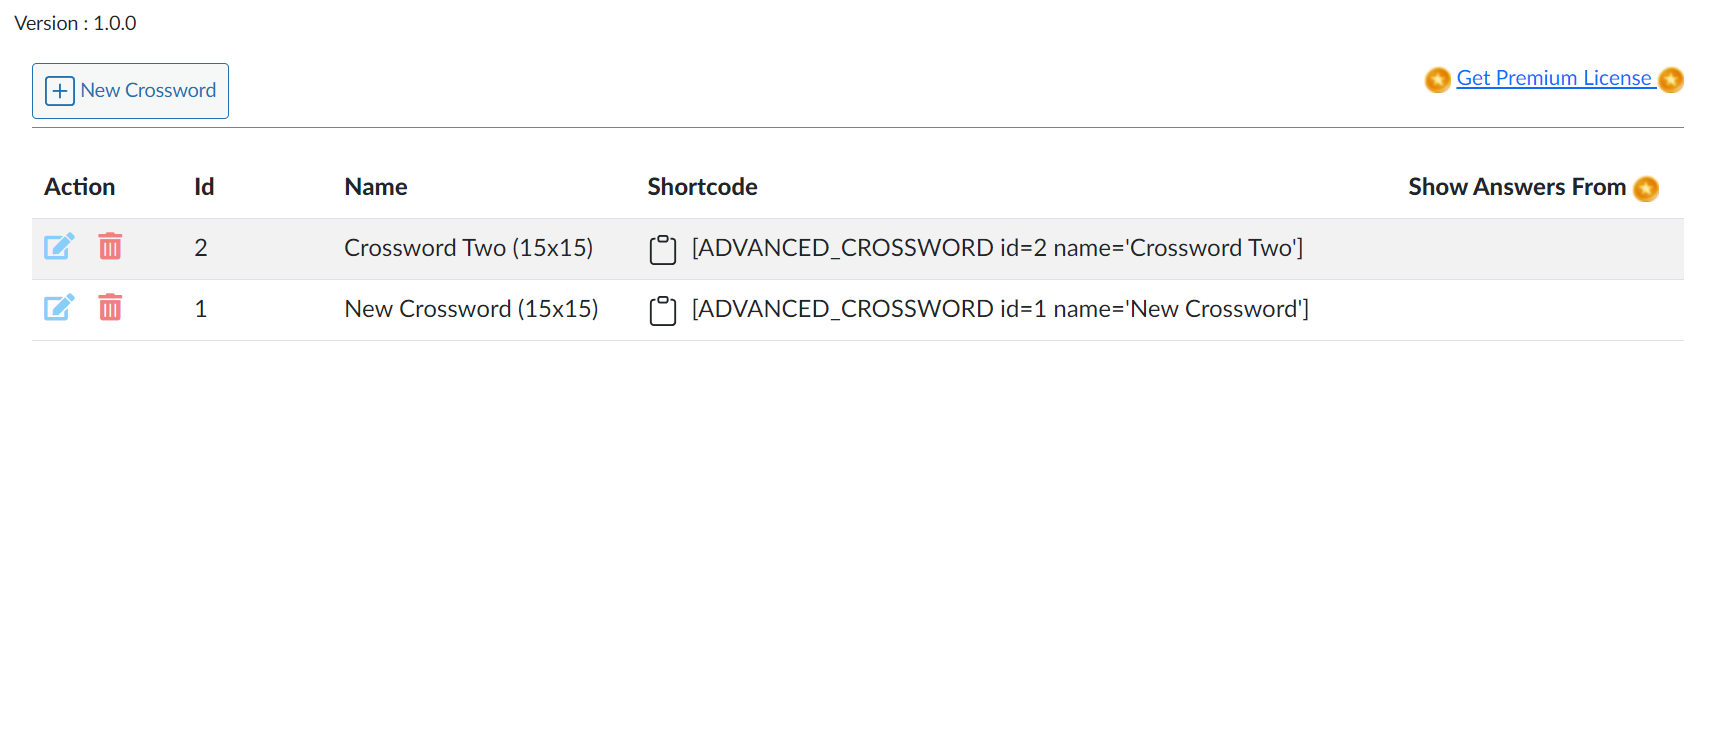 Version : 1.0.0
New Crossword
Get Premium License
Action Id Name Shortcode Show Answers From
2 Crossword Two (15x15) [ADVANCED_CROSSWORD id=2 name='Crossword Two']
1 New Crossword (15x15) [ADVANCED_CROSSWORD id=1 name='New Crossword']